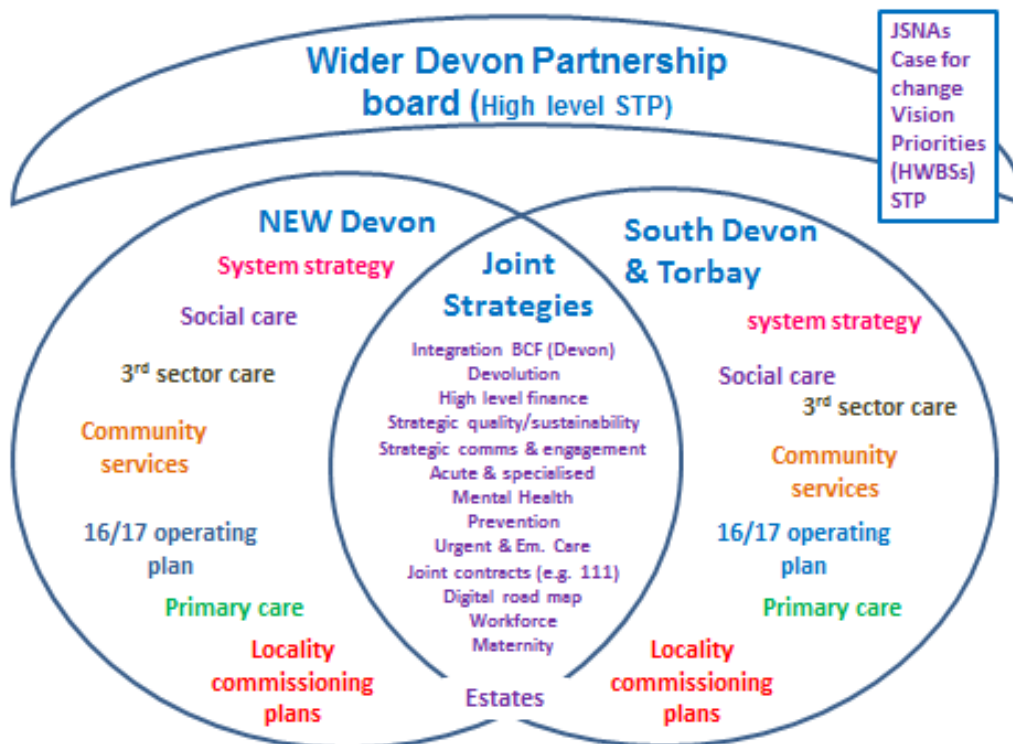 Wider Devon Partnership
board (High level STP)
JSNAs
Case for
change
Vision
Priorities
(HWBSs)
STP
NEW Devon
System strategy
Social care
3rd sector care
Community
services
16/17 operating
plan
Primary care
Locality
commissioning
plans
Joint
Strategies
Integration BCF (Devon)
Devolution
High level finance
Strategic quality/sustainability
Strategic comms & engagement
Acute & specialised
Mental Health
Prevention
Urgent & Em. Care
Joint contracts (e.g. 111)
Digital road map
Workforce
Maternity
Estates
South Devon
& Torbay
system strategy
Social care
3rd sector care
Community
services
16/17 operating
plan
Primary care
Locality
commissioning
plans